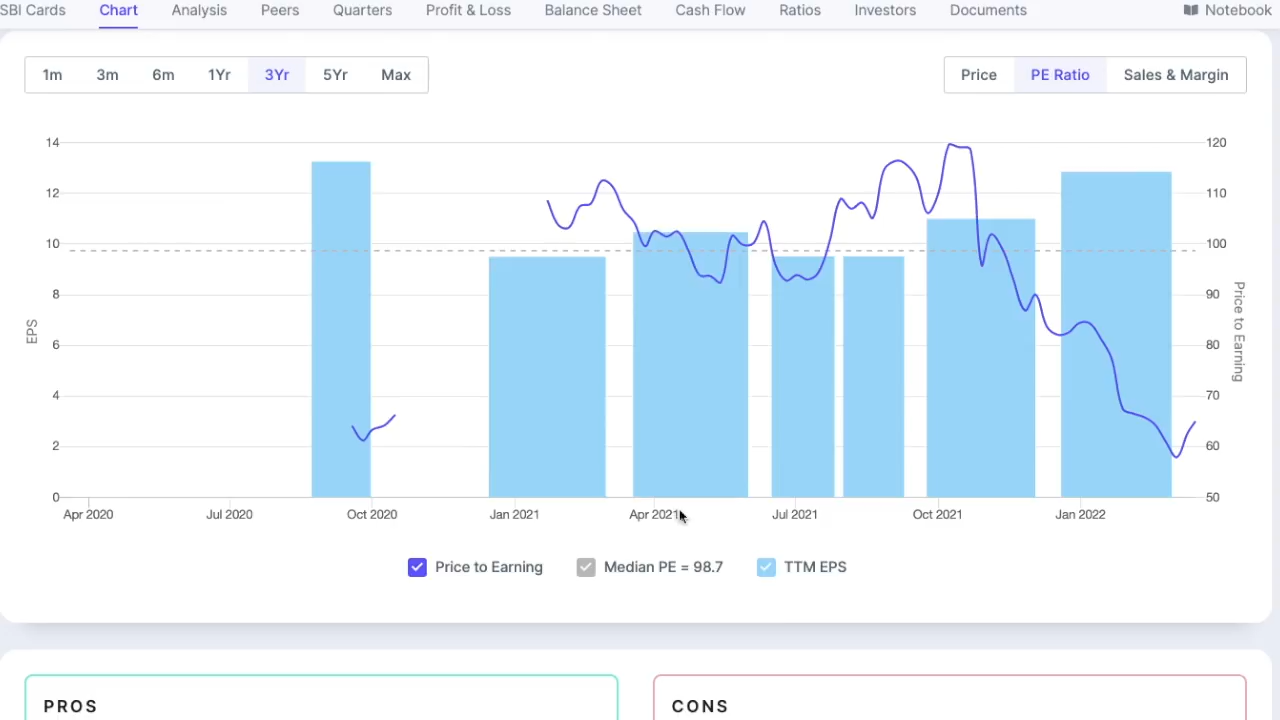 SBI Cards Chart Analysis Peers Quarters Profit & Loss Balance Sheet Cash Flow Ratios Investors Documents Notebook
1m 3m 6m 1Yr 3Yr 5Yr Max Price PE Ratio Sales & Margin
14 120
12 110
10 100
8 90
6 80
4 70
2 60
0 50
EPS
Price to Earning
Apr 2020 Jul 2020 Oct 2020 Jan 2021 Apr 2021 Jul 2021 Oct 2021 Jan 2022
Price to Earning Median PE = 98.7 TTM EPS
PROS CONS